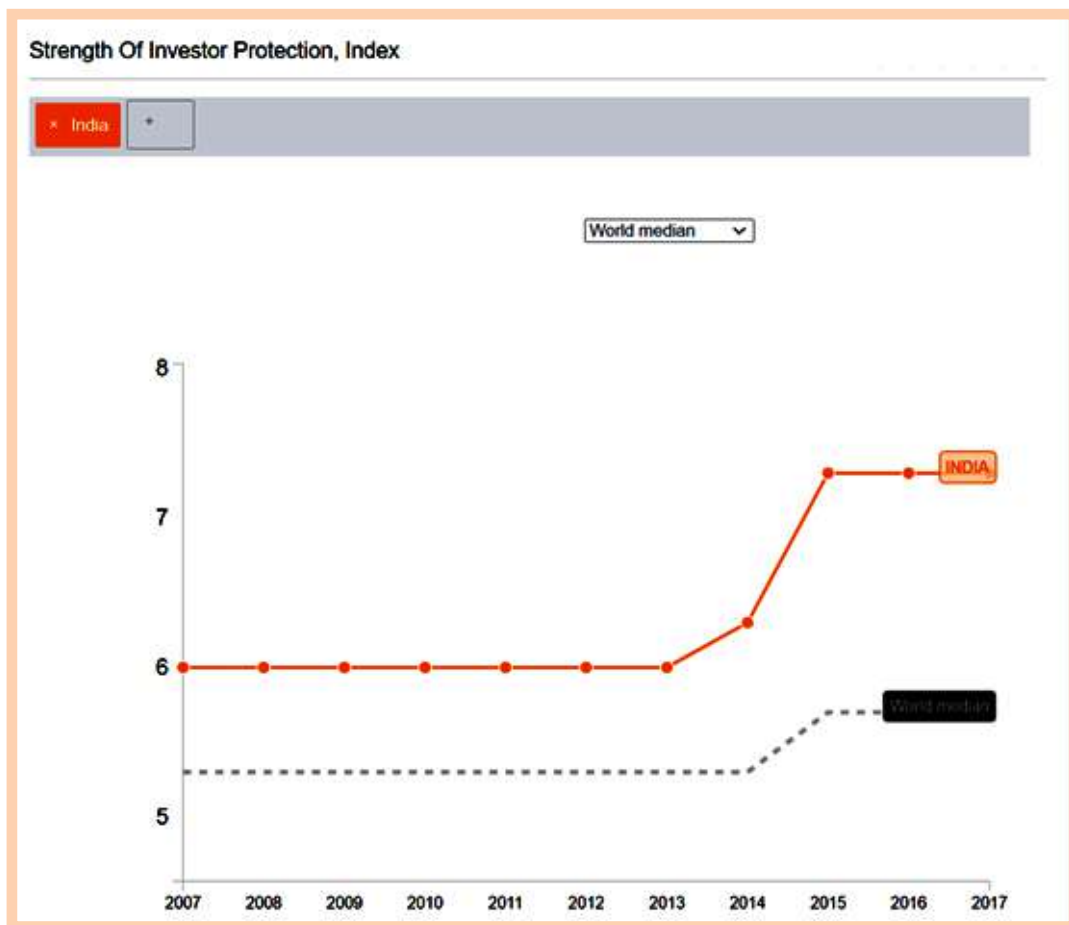 Strength Of Investor Protection, Index
× India +
World median
8
INDIA
7
6
World median
5
2007 2008 2009 2010 2011 2012 2013 2014 2015 2016 2017